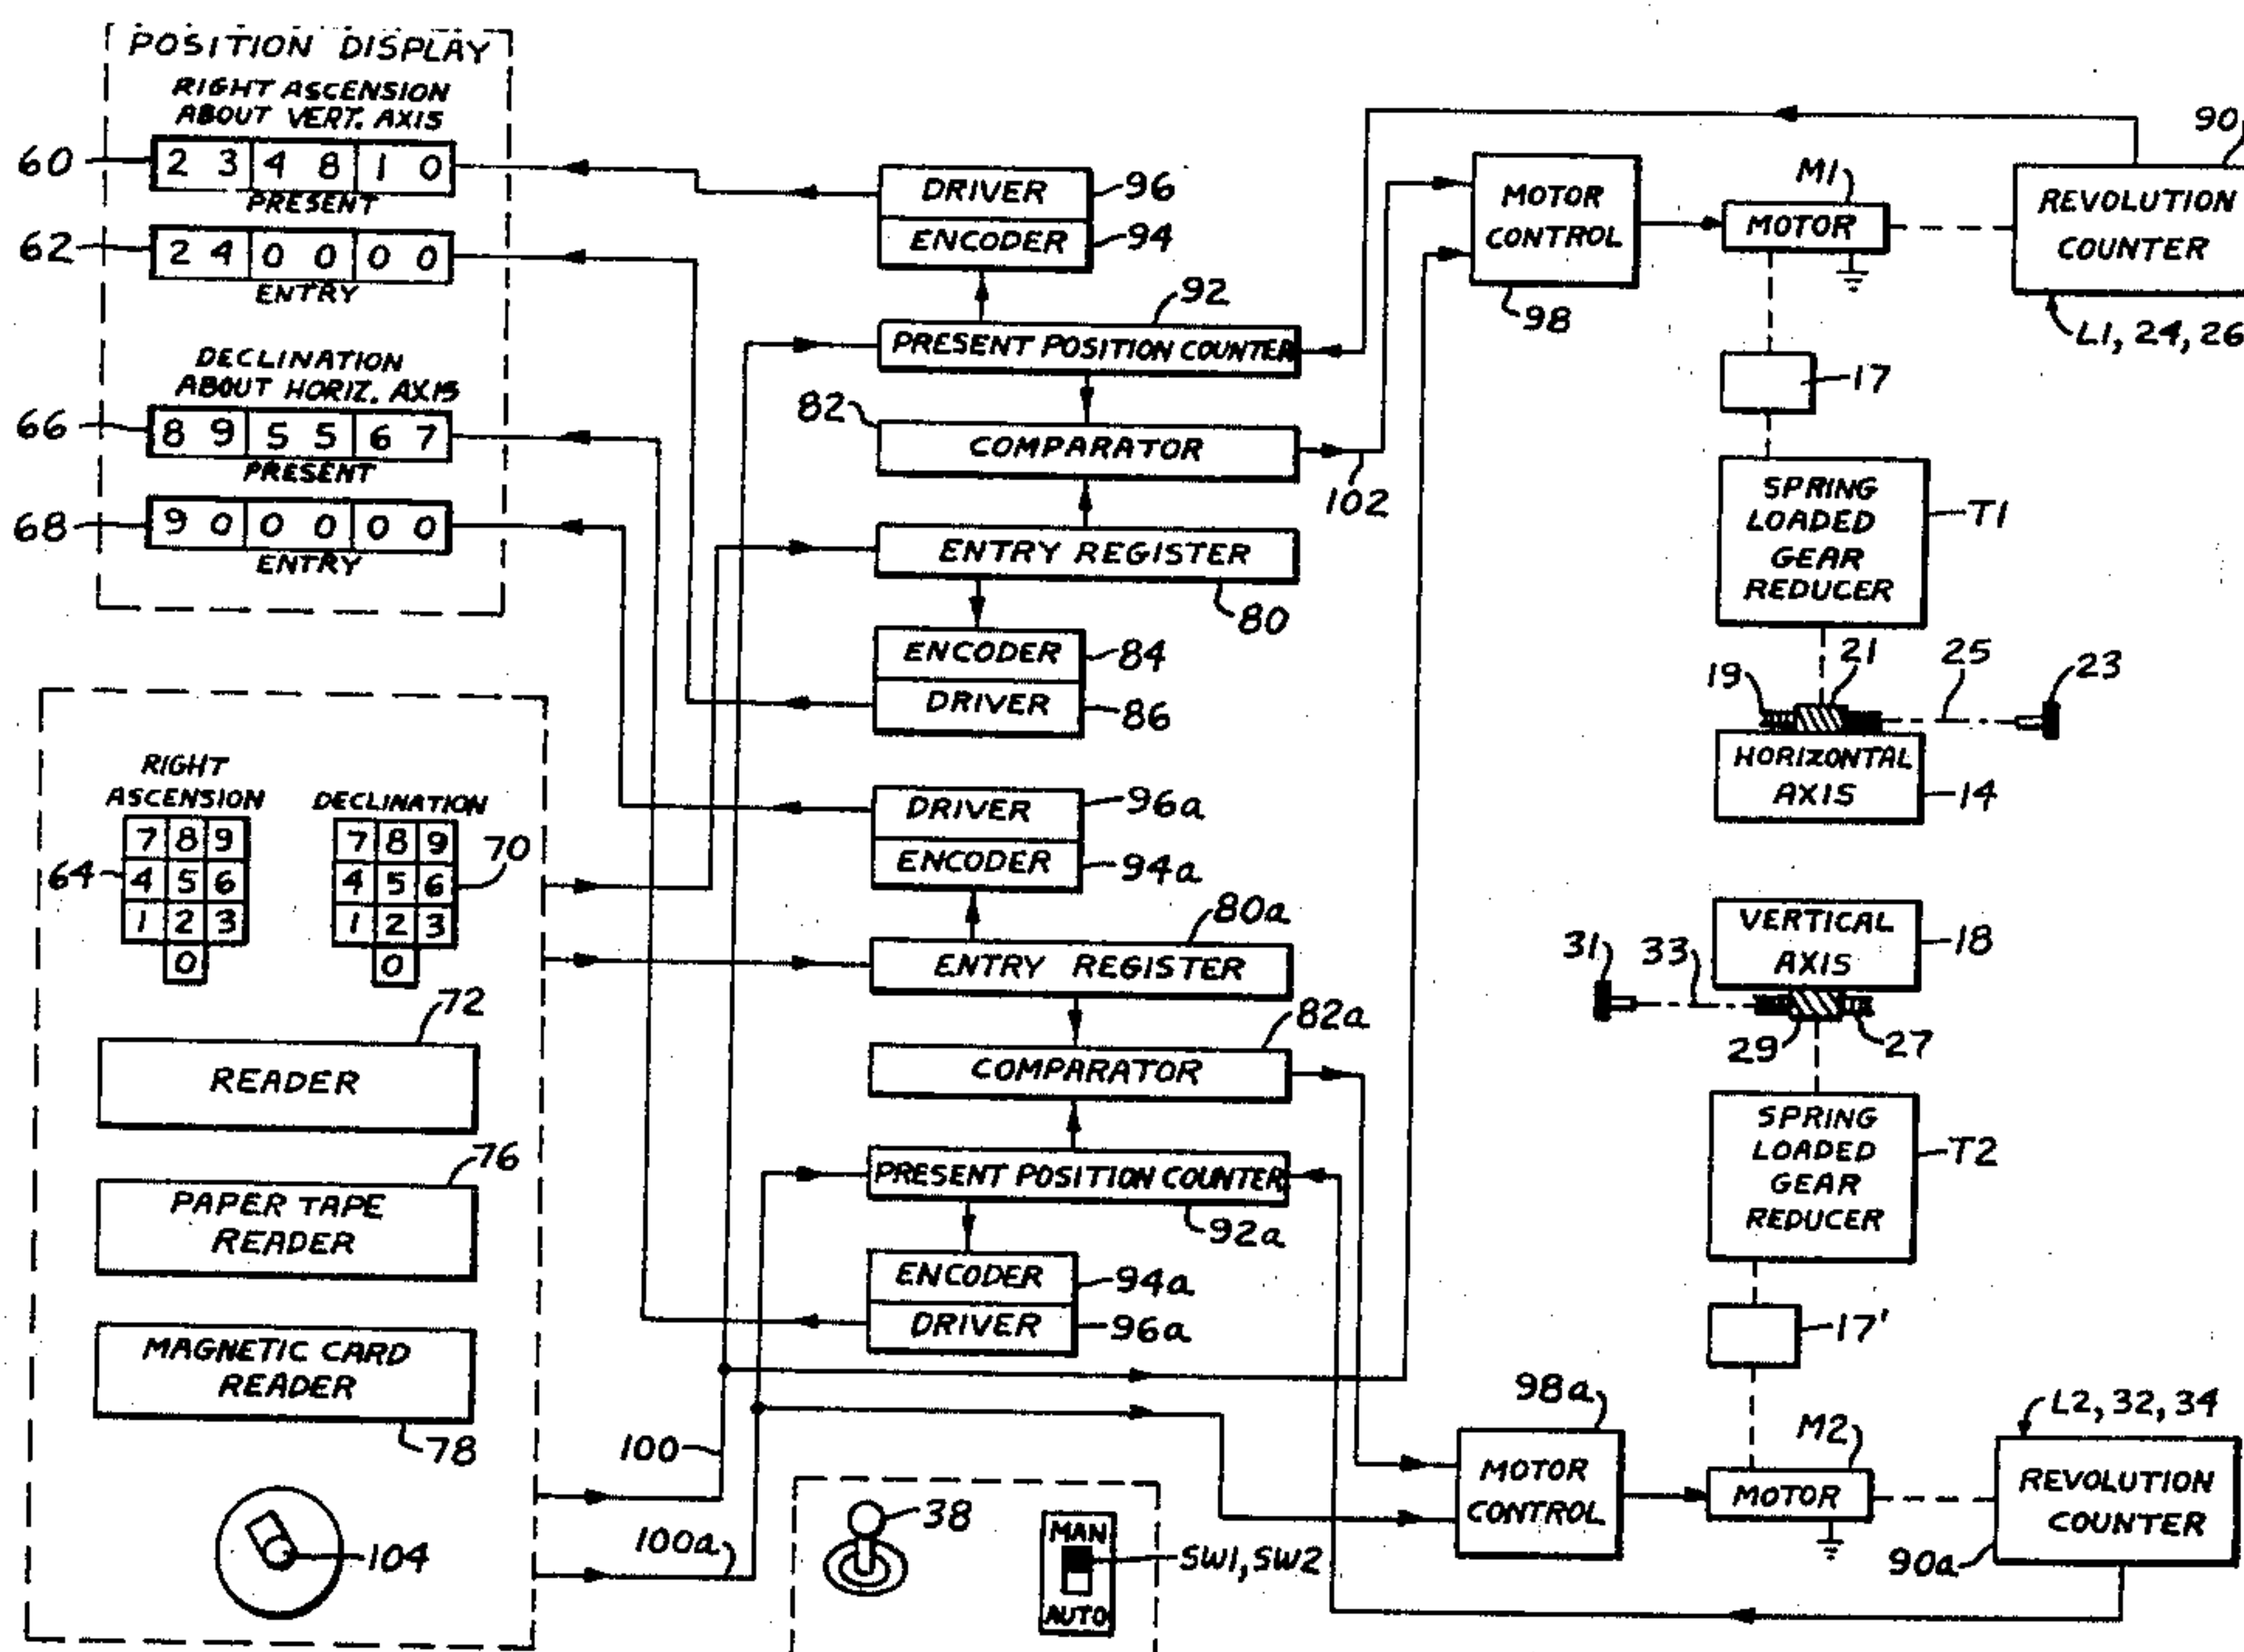 POSITION DISPLAY
RIGHT ASCENSION
ABOUT VERT. AXIS
60
2 3 4 8 1 0
PRESENT
62
2 4 0 0 0 0
ENTRY
DECLINATION
ABOUT HORIZ. AXIS
66
8 9 5 5 6 7
PRESENT
68
9 0 0 0 0 0
ENTRY
RIGHT
ASCENSION
7 8 9
64
4 5 6
1 2 3
0
DECLINATION
7 8 9
4 5 6
70
1 2 3
0
72
READER
76
PAPER TAPE
READER
MAGNETIC CARD
READER
78
104
100
100a
DRIVER
96
ENCODER
94
92
PRESENT POSITION COUNTER
82
COMPARATOR
102
ENTRY REGISTER
80
ENCODER
84
DRIVER
86
DRIVER
96a
ENCODER
94a
80a
ENTRY REGISTER
82a
COMPARATOR
PRESENT POSITION COUNTER
92a
ENCODER
94a
DRIVER
96a
38
MAN
SW1, SW2
AUTO
MOTOR
CONTROL
98
M1
MOTOR
90
REVOLUTION
COUNTER
L1, 24, 26
17
SPRING
LOADED
GEAR
REDUCER
T1
19
21
25
23
HORIZONTAL
AXIS
14
VERTICAL
AXIS
18
31
33
29
27
SPRING
LOADED
GEAR
REDUCER
T2
17'
98a
MOTOR
CONTROL
M2
MOTOR
L2, 32, 34
REVOLUTION
COUNTER
90a